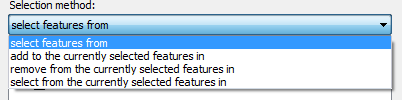 Selection method:
select features from
select features from
add to the currently selected features in
remove from the currently selected features in
select from the currently selected features in